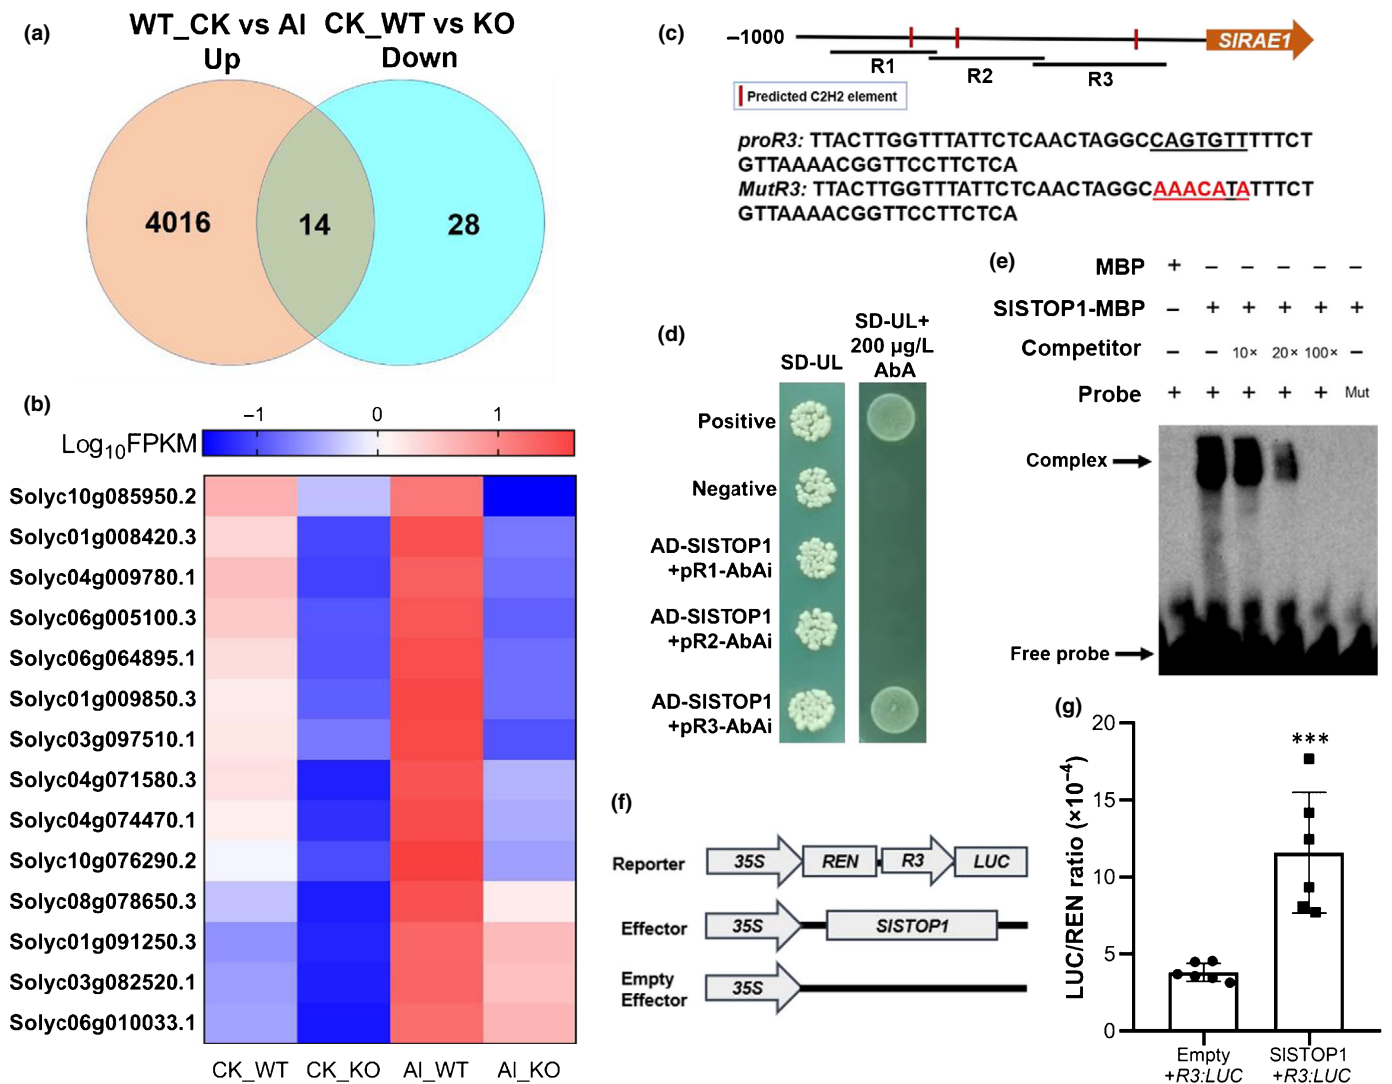 (a)
WT_CK vs Al
Up
CK_WT vs KO
Down
4016
14
28
(b)
−1
0
1
Log10FPKM
Solyc10g085950.2
Solyc01g008420.3
Solyc04g009780.1
Solyc06g005100.3
Solyc06g064895.1
Solyc01g009850.3
Solyc03g097510.1
Solyc04g071580.3
Solyc04g074470.1
Solyc10g076290.2
Solyc08g078650.3
Solyc01g091250.3
Solyc03g082520.1
Solyc06g010033.1
CK_WT CK_KO Al_WT Al_KO
(c)
−1000
SlRAE1
R1
R2
R3
Predicted C2H2 element
proR3: TTACTTGGTTTATTCTCAACTAGGCCAGTGTTTTTCT
GTTAAAACGGTTCCTTCTCA
MutR3: TTACTTGGTTTATTCTCAACTAGGCAAACATATTTCT
GTTAAAACGGTTCCTTCTCA
(d)
SD-UL
SD-UL+
200 µg/L
AbA
Positive
Negative
AD-SlSTOP1
+pR1-AbAi
AD-SlSTOP1
+pR2-AbAi
AD-SlSTOP1
+pR3-AbAi
(e)
MBP + − − − − −
SlSTOP1-MBP − + + + + +
Competitor − − 10× 20× 100× −
Probe + + + + + Mut
Complex
Free probe
(f)
Reporter 35S REN R3 LUC
Effector 35S SlSTOP1
Empty
Effector
35S
(g)
LUC/REN ratio (×10−4)
20
15
10
5
0
***
Empty
+R3:LUC
SlSTOP1
+R3:LUC